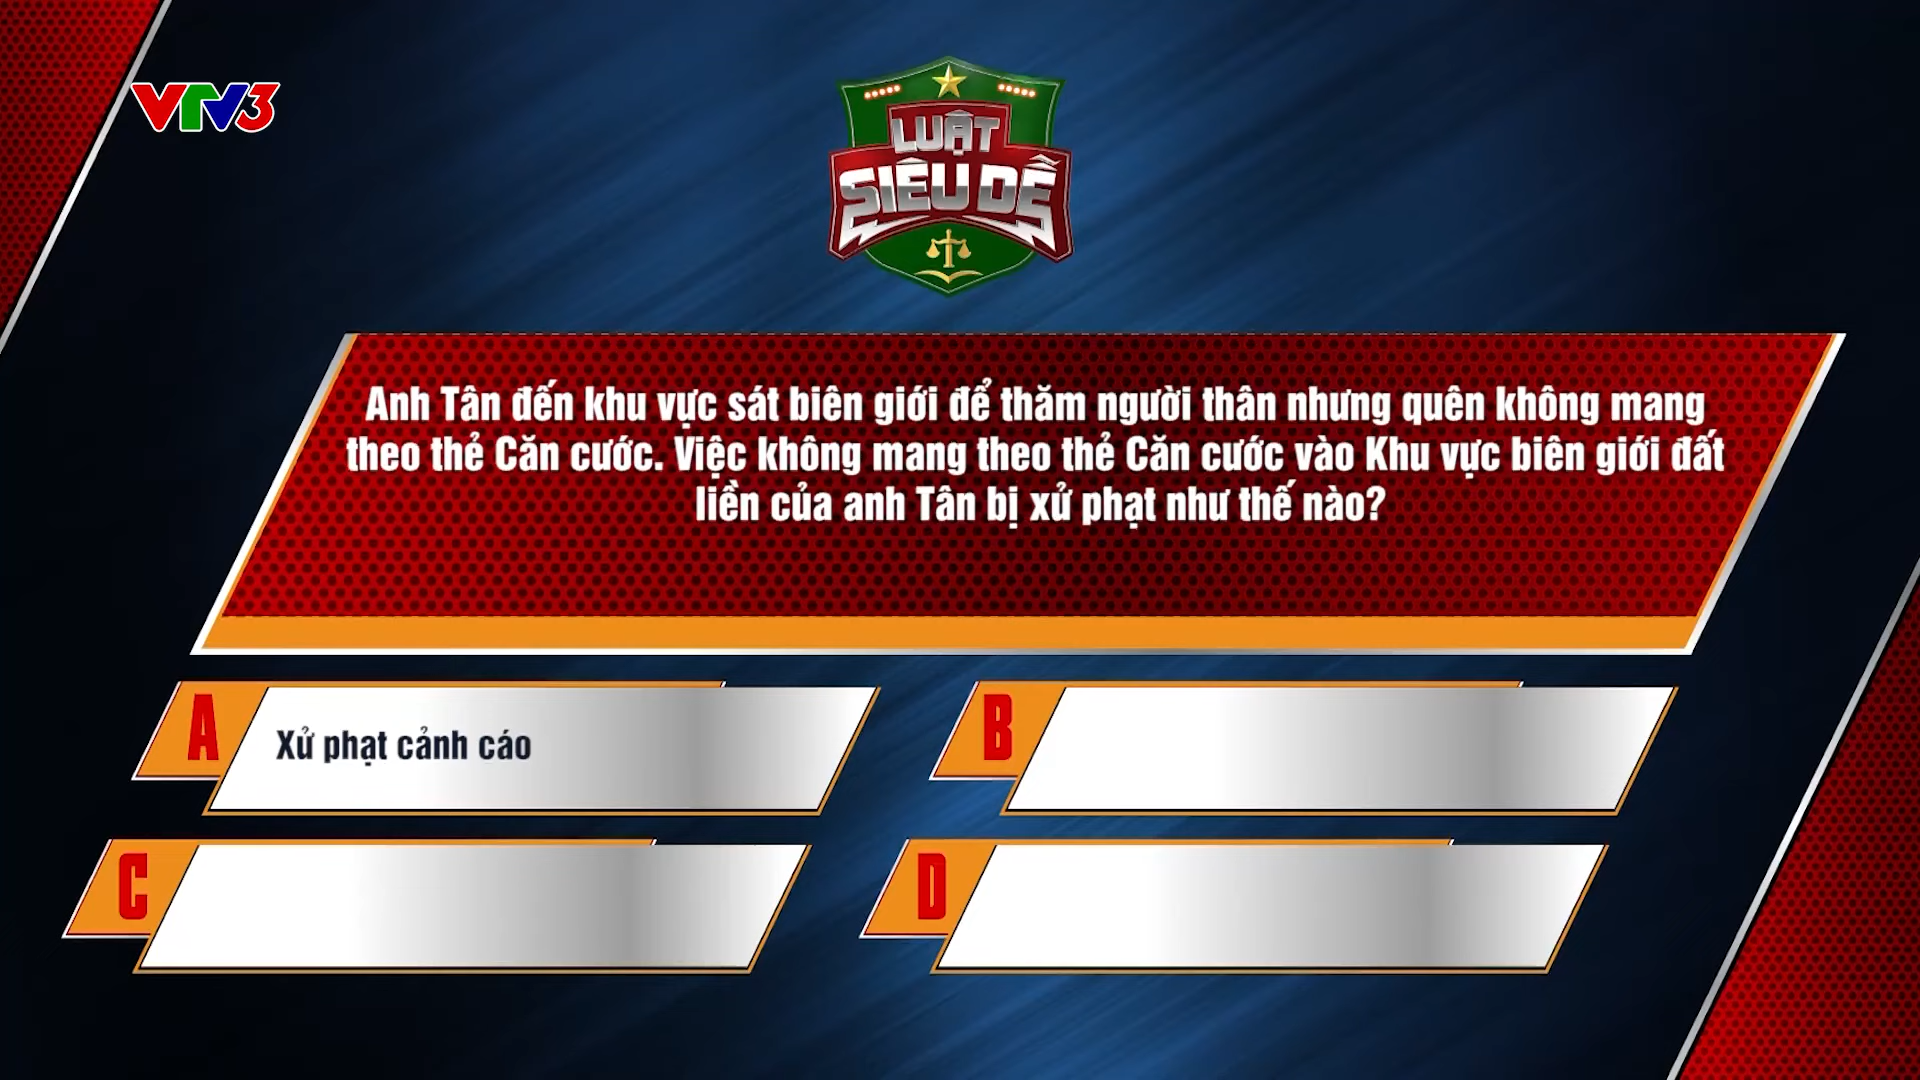 VTV3
LUẬT
SIÊU DỄ
Anh Tân đến khu vực sát biên giới để thăm người thân nhưng quên không mang
theo thẻ Căn cước. Việc không mang theo thẻ Căn cước vào Khu vực biên giới đất
liền của anh Tân bị xử phạt như thế nào?
A
Xử phạt cảnh cáo
B
C
D